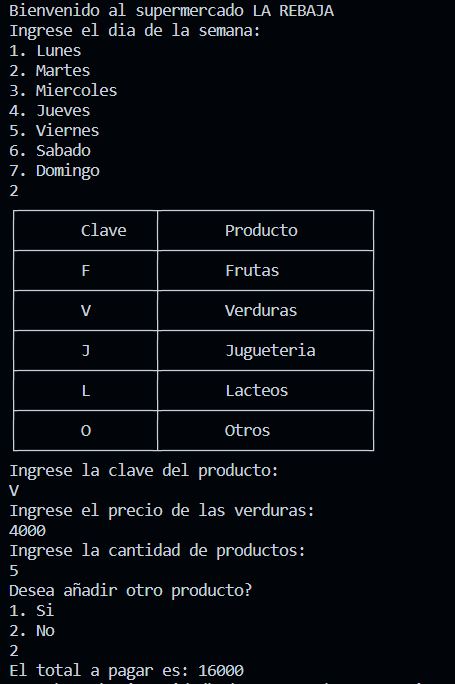 Bienvenido al supermercado LA REBAJA
Ingrese el dia de la semana:
1. Lunes
2. Martes
3. Miercoles
4. Jueves
5. Viernes
6. Sabado
7. Domingo
2
Clave Producto
F Frutas
V Verduras
J Jugueteria
L Lacteos
O Otros
Ingrese la clave del producto:
V
Ingrese el precio de las verduras:
4000
Ingrese la cantidad de productos:
5
Desea añadir otro producto?
1. Si
2. No
2
El total a pagar es: 16000